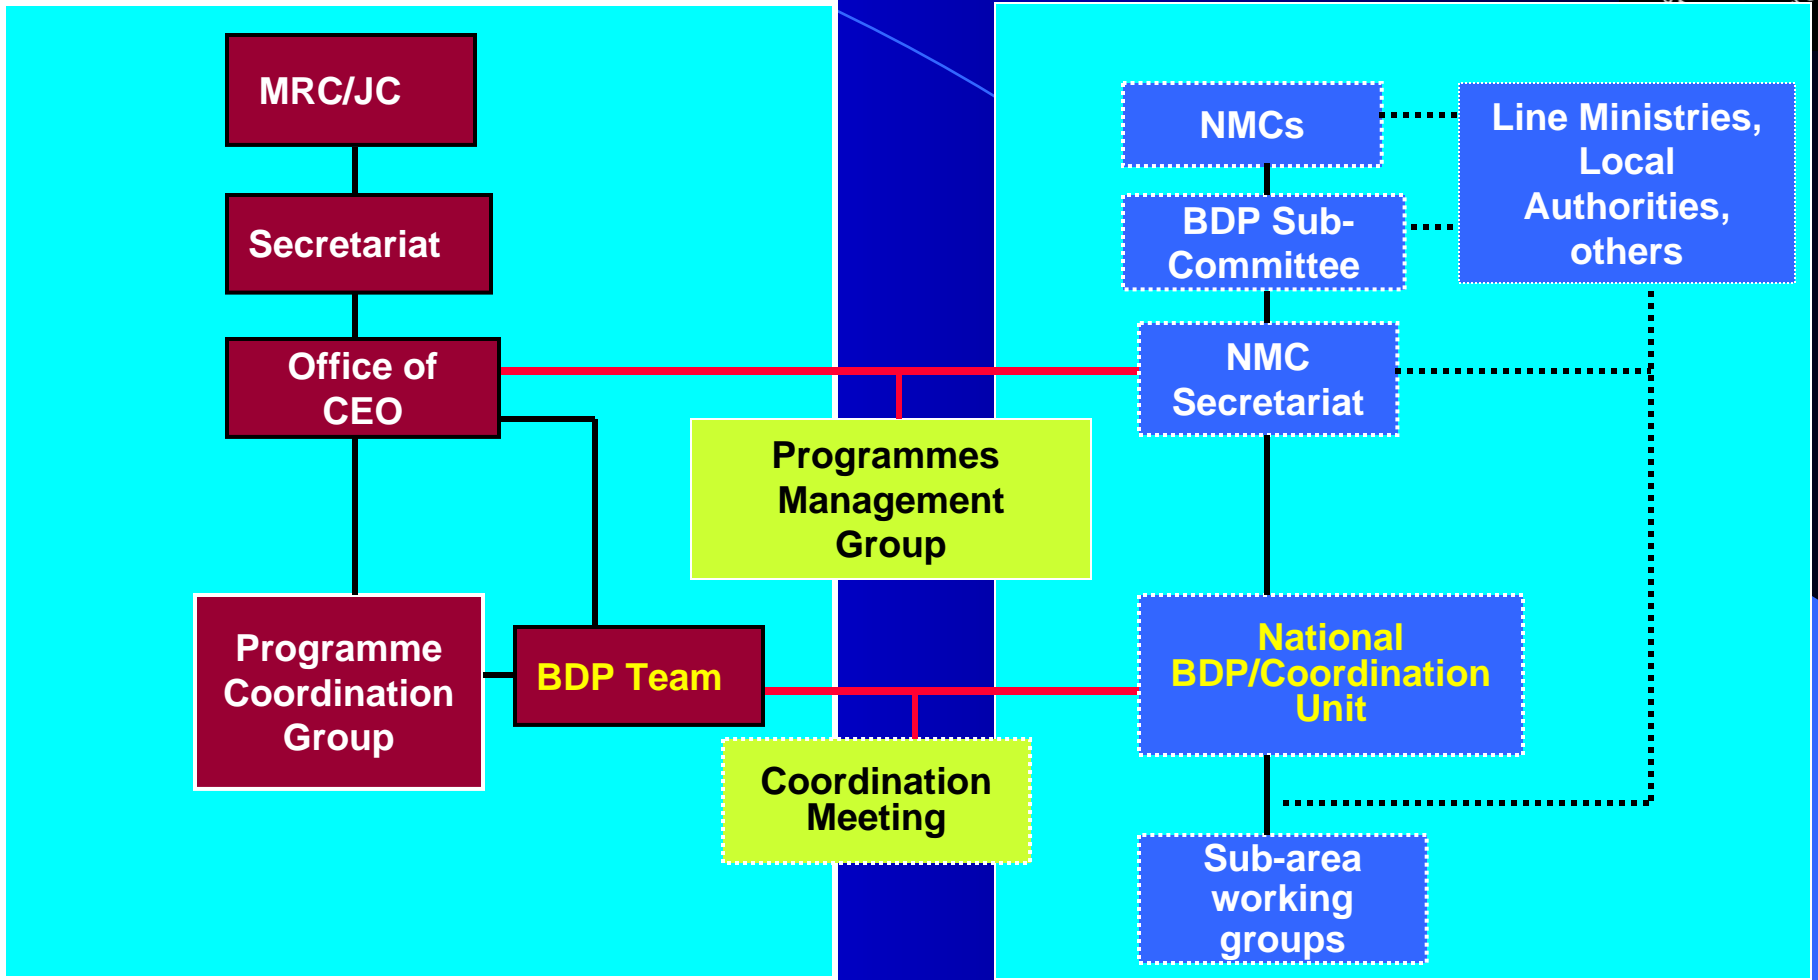 MRC/JC
Secretariat
Office of
CEO
Programme
Coordination
Group
BDP Team
Programmes
Management
Group
Coordination
Meeting
NMCs
BDP Sub-
Committee
NMC
Secretariat
National
BDP/Coordination
Unit
Sub-area
working
groups
Line Ministries,
Local
Authorities,
others